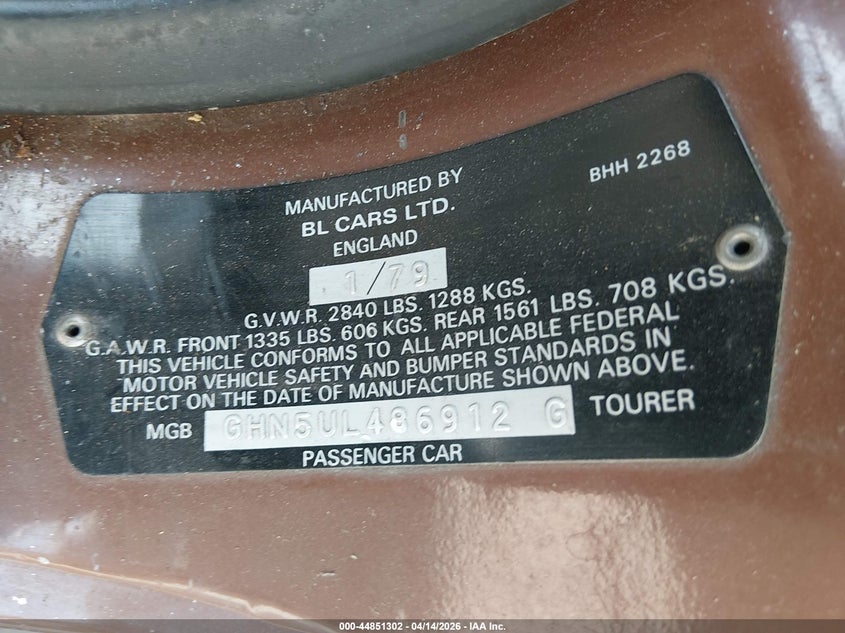 MANUFACTURED BY
BHH 2268
BL CARS LTD.
ENGLAND
1/79
G.V.W.R. 2840 LBS. 1288 KGS.
G.A.W.R. FRONT 1335 LBS. 606 KGS. REAR 1561 LBS. 708 KGS.
THIS VEHICLE CONFORMS TO ALL APPLICABLE FEDERAL
MOTOR VEHICLE SAFETY AND BUMPER STANDARDS IN
EFFECT ON THE DATE OF MANUFACTURE SHOWN ABOVE.
MGB GHN5UL486912 G TOURER
PASSENGER CAR
000-44851302 - 04/14/2026 - IAA Inc.